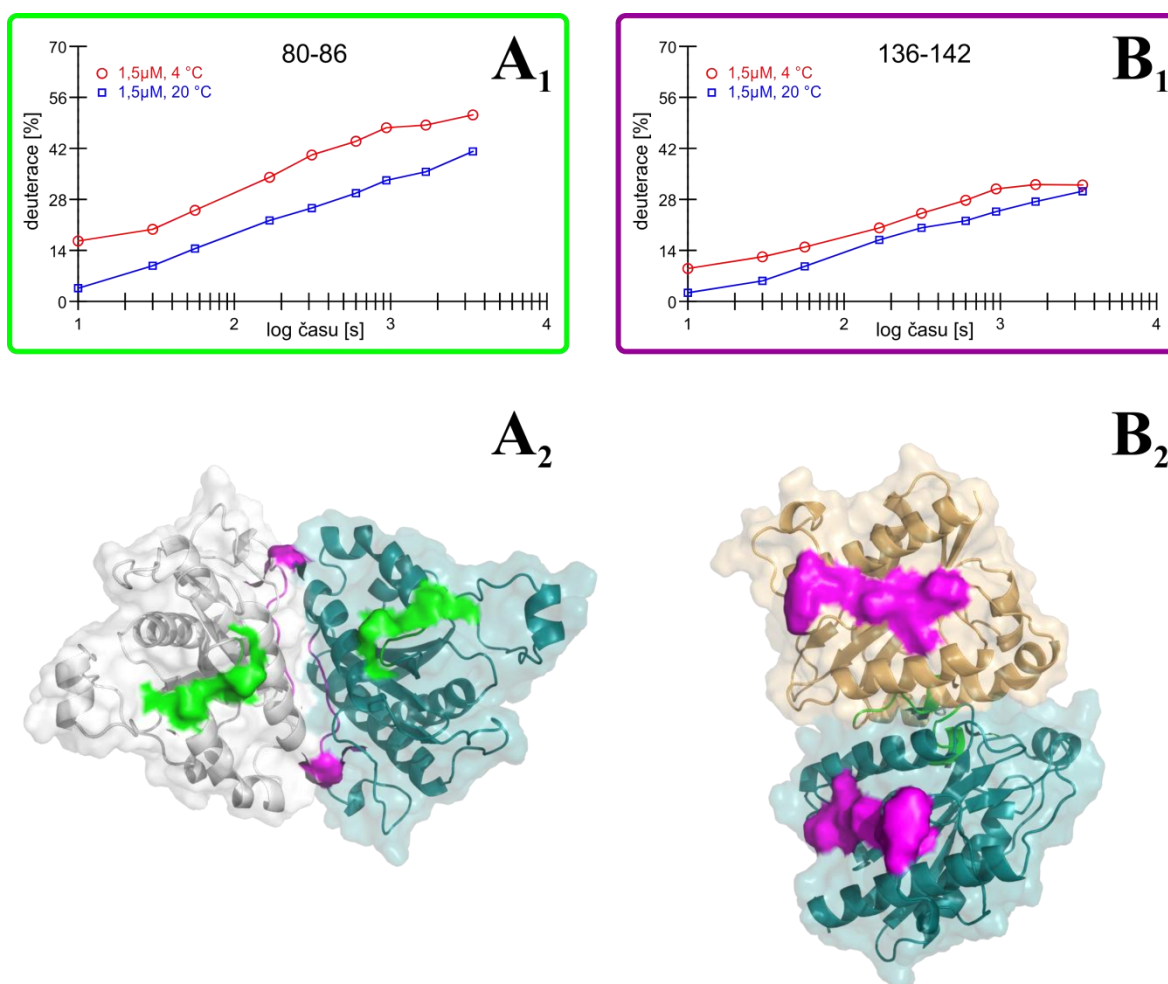 80-86
A1
1,5µM, 4 °C
1,5µM, 20 °C
deuterace [%]
70
56
42
28
14
0
1 2 3 4
log času [s]
136-142
B1
1,5µM, 4 °C
1,5µM, 20 °C
deuterace [%]
70
56
42
28
14
0
1 2 3 4
log času [s]
A2
B2